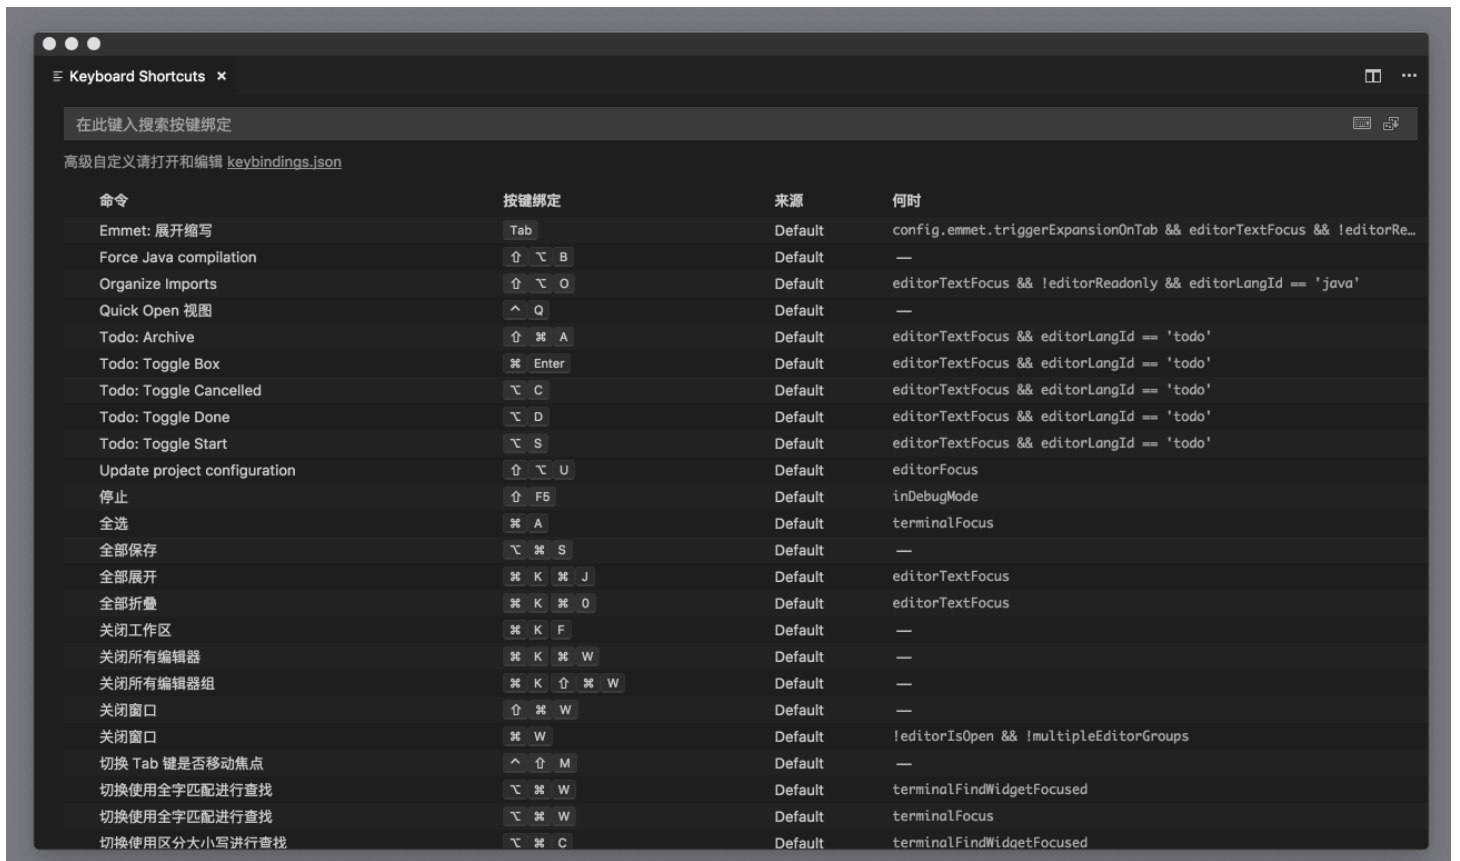 Keyboard Shortcuts ×
在此键入搜索按键绑定
高级自定义请打开和编辑 keybindings.json
命令 按键绑定 来源 何时
Emmet: 展开缩写 Tab Default config.emmet.triggerExpansionOnTab && editorTextFocus && !editorRe…
Force Java compilation ⇧ ⌥ B Default —
Organize Imports ⇧ ⌥ O Default editorTextFocus && !editorReadonly && editorLangId == 'java'
Quick Open 视图 ^ Q Default —
Todo: Archive ⇧ ⌘ A Default editorTextFocus && editorLangId == 'todo'
Todo: Toggle Box ⌘ Enter Default editorTextFocus && editorLangId == 'todo'
Todo: Toggle Cancelled ⌥ C Default editorTextFocus && editorLangId == 'todo'
Todo: Toggle Done ⌥ D Default editorTextFocus && editorLangId == 'todo'
Todo: Toggle Start ⌥ S Default editorTextFocus && editorLangId == 'todo'
Update project configuration ⇧ ⌥ U Default editorFocus
停止 ⇧ F5 Default inDebugMode
全选 ⌘ A Default terminalFocus
全部保存 ⌥ ⌘ S Default —
全部展开 ⌘ K ⌘ J Default editorTextFocus
全部折叠 ⌘ K ⌘ 0 Default editorTextFocus
关闭工作区 ⌘ K F Default —
关闭所有编辑器 ⌘ K ⌘ W Default —
关闭所有编辑器组 ⌘ K ⇧ ⌘ W Default —
关闭窗口 ⇧ ⌘ W Default —
关闭窗口 ⌘ W Default !editorIsOpen && !multipleEditorGroups
切换 Tab 键是否移动焦点 ^ ⇧ M Default —
切换使用全字匹配进行查找 ⌥ ⌘ W Default terminalFindWidgetFocused
切换使用全字匹配进行查找 ⌥ ⌘ W Default terminalFocus
切换使用区分大小写进行查找 ⌥ ⌘ C Default terminalFindWidgetFocused